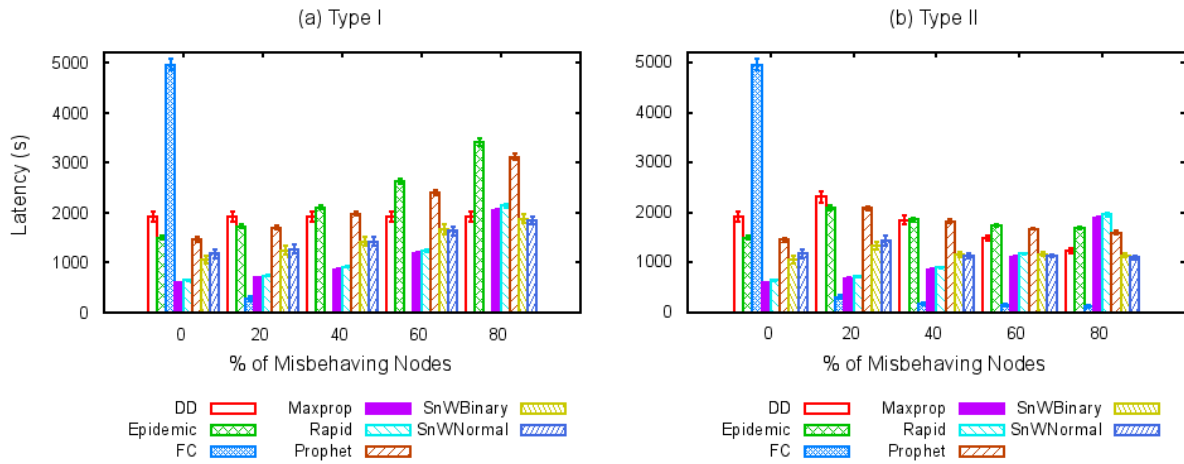 (a) Type I
Latency (s)
5000
4000
3000
2000
1000
0
0 20 40 60 80
% of Misbehaving Nodes
DD Maxprop SnWBinary
Epidemic Rapid SnWNormal
FC Prophet
(b) Type II
5000
4000
3000
2000
1000
0
0 20 40 60 80
% of Misbehaving Nodes
DD Maxprop SnWBinary
Epidemic Rapid SnWNormal
FC Prophet